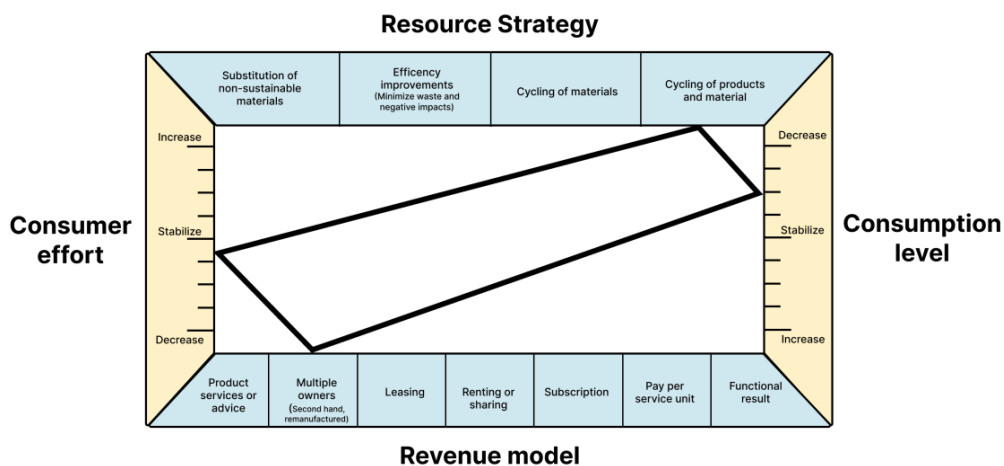 Resource Strategy
Substitution of
non-sustainable
materials
Efficency
improvements
(Minimize waste and
negative impacts)
Cycling of materials
Cycling of products
and material
Increase
Stabilize
Decrease
Consumer
effort
Decrease
Stabilize
Increase
Consumption
level
Product
services or
advice
Multiple
owners
(Second hand,
remanufactured)
Leasing
Renting or
sharing
Subscription
Pay per
service unit
Functional
result
Revenue model